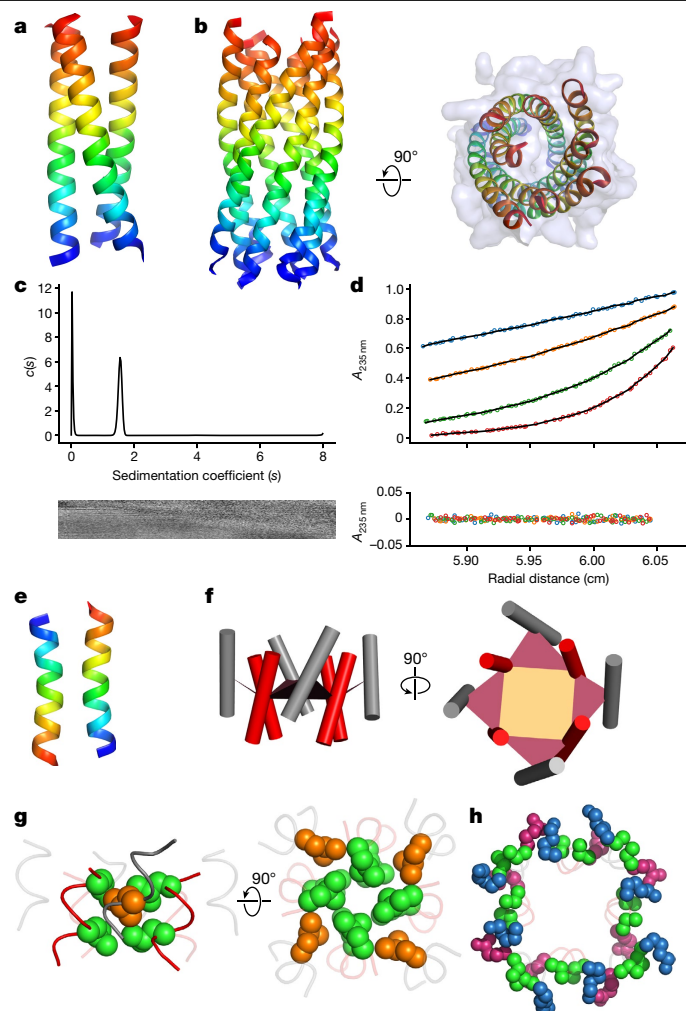 a
b
90°
c
12
10
8
6
4
2
0
c(s)
0 2 4 6 8
Sedimentation coefficient (s)
d
1.0
0.8
0.6
0.4
0.2
0
A235 nm
0.05
0
−0.05
A235 nm
5.90 5.95 6.00 6.05
Radial distance (cm)
e
f
90°
g
90°
h